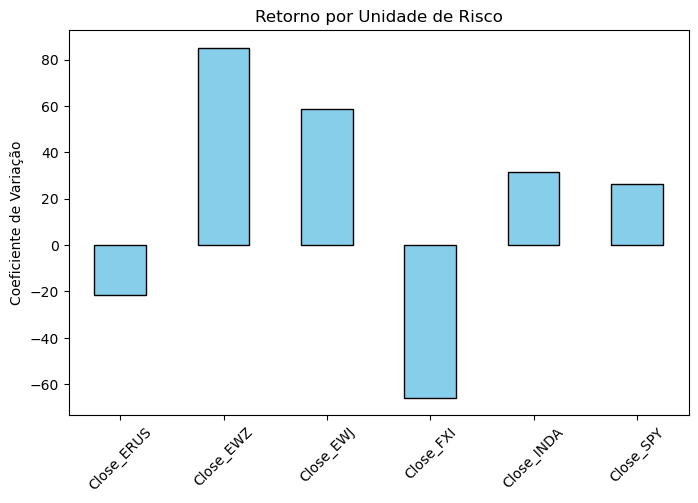 Retorno por Unidade de Risco
Coeficiente de Variação
80
60
40
20
0
−20
−40
−60
Close_ERUS
Close_EWZ
Close_EWJ
Close_FXI
Close_INDA
Close_SPY